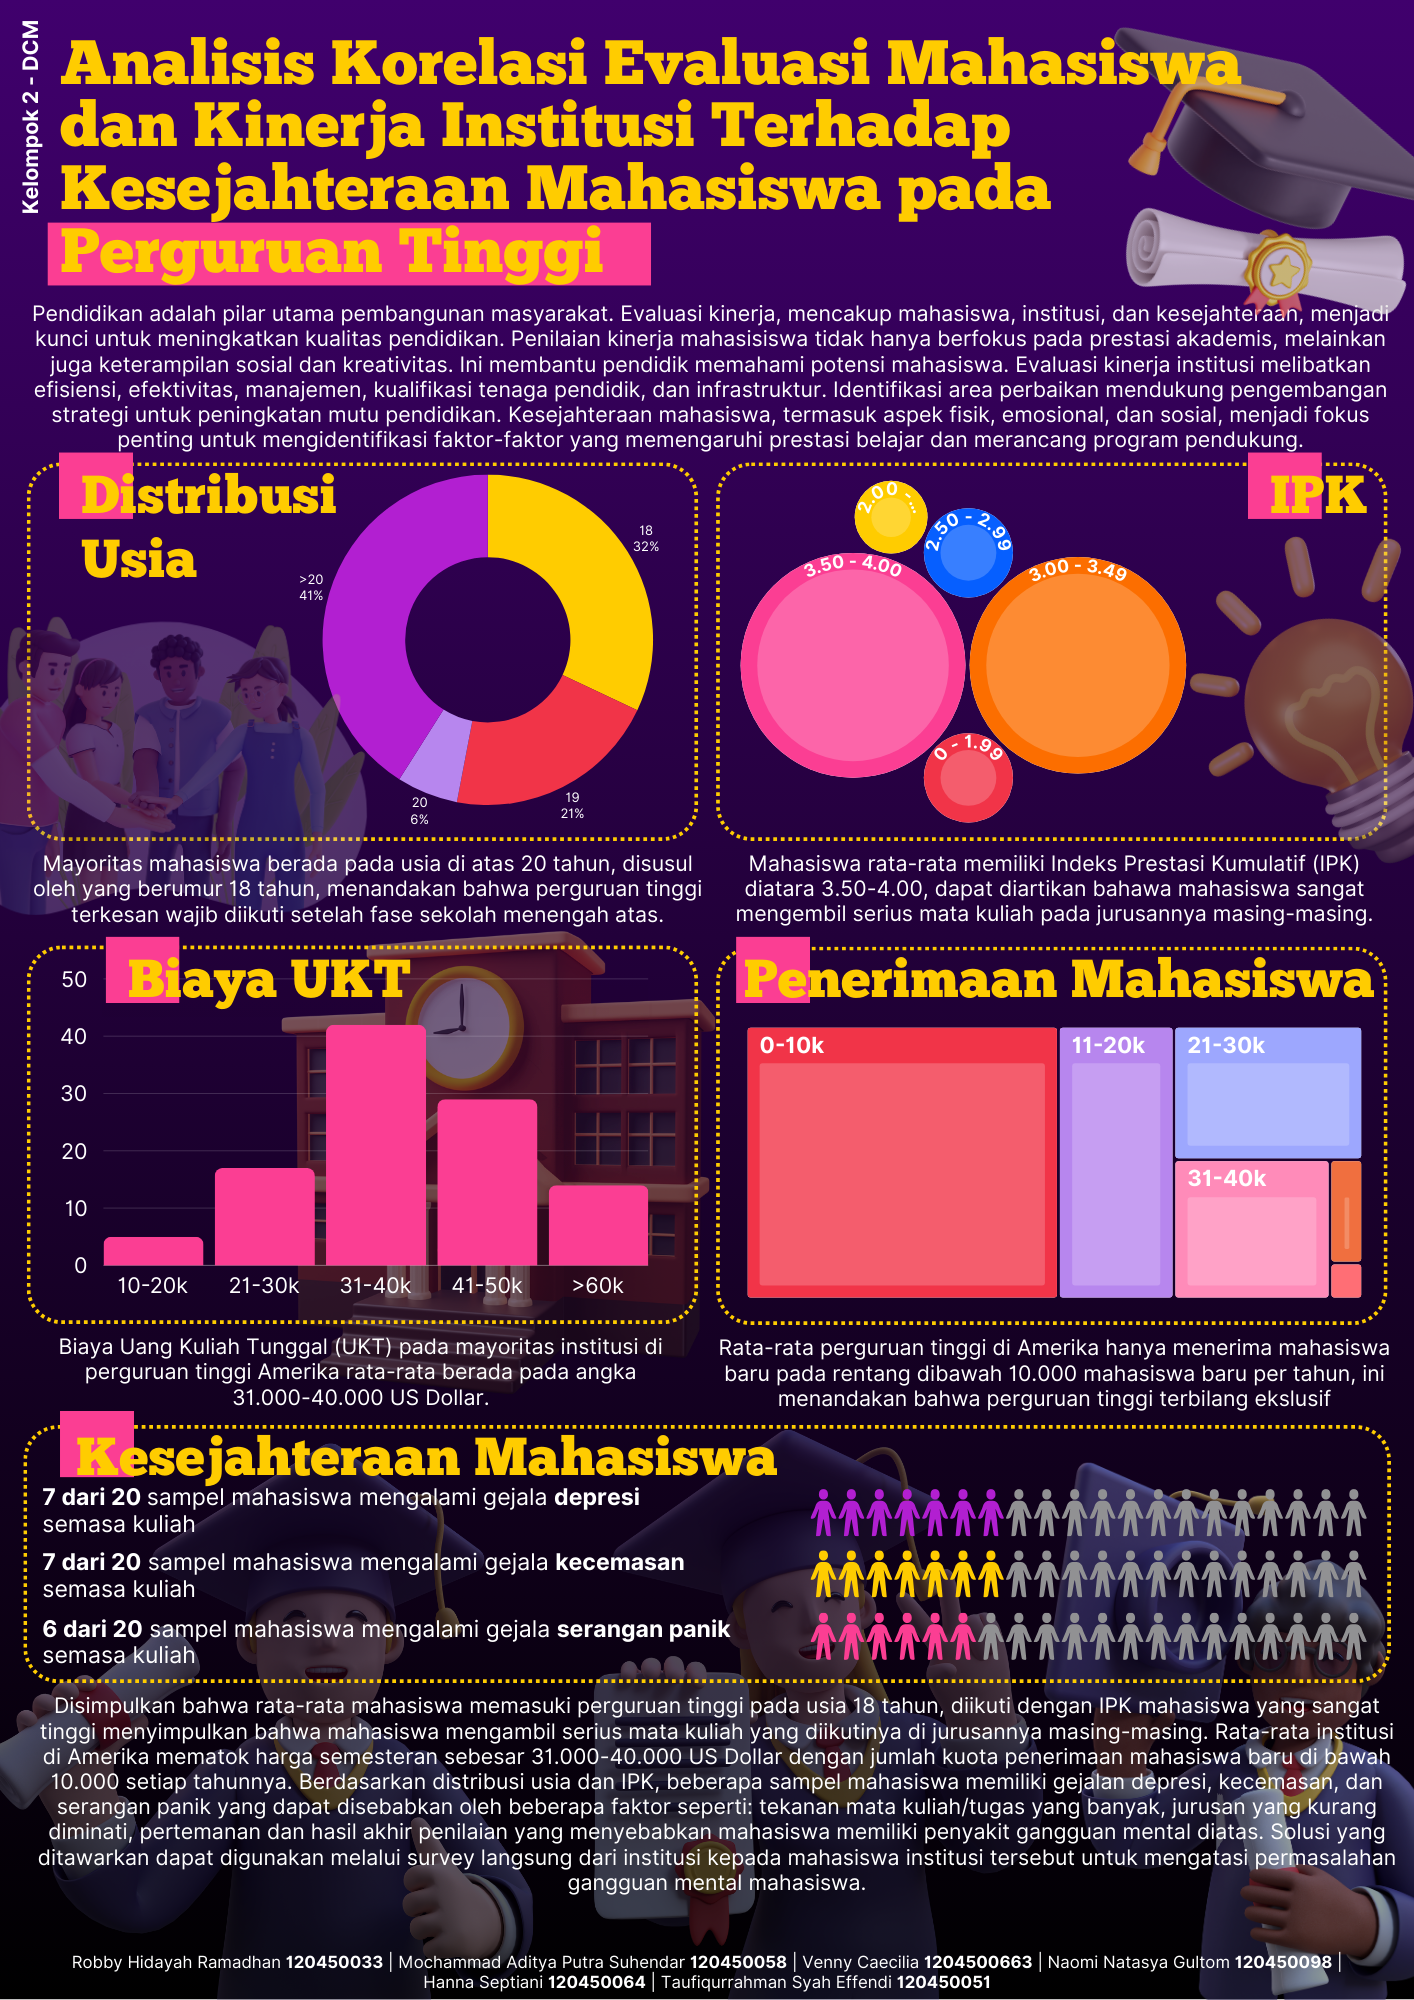 Kelompok 2 - DCM
Analisis Korelasi Evaluasi Mahasiswa
dan Kinerja Institusi Terhadap
Kesejahteraan Mahasiswa pada
Perguruan Tinggi
Pendidikan adalah pilar utama pembangunan masyarakat. Evaluasi kinerja, mencakup mahasiswa, institusi, dan kesejahteraan, menjadi
kunci untuk meningkatkan kualitas pendidikan. Penilaian kinerja mahasisiswa tidak hanya berfokus pada prestasi akademis, melainkan
juga keterampilan sosial dan kreativitas. Ini membantu pendidik memahami potensi mahasiswa. Evaluasi kinerja institusi melibatkan
efisiensi, efektivitas, manajemen, kualifikasi tenaga pendidik, dan infrastruktur. Identifikasi area perbaikan mendukung pengembangan
strategi untuk peningkatan mutu pendidikan. Kesejahteraan mahasiswa, termasuk aspek fisik, emosional, dan sosial, menjadi fokus
penting untuk mengidentifikasi faktor-faktor yang memengaruhi prestasi belajar dan merancang program pendukung.
Distribusi
Usia
18
32%
>20
41%
20
6%
19
21%
Mayoritas mahasiswa berada pada usia di atas 20 tahun, disusul
oleh yang berumur 18 tahun, menandakan bahwa perguruan tinggi
terkesan wajib diikuti setelah fase sekolah menengah atas.
IPK
2.00 -...
2.50 - 2.99
3.50 - 4.00
3.00 - 3.49
0 - 1.99
Mahasiswa rata-rata memiliki Indeks Prestasi Kumulatif (IPK)
diatara 3.50-4.00, dapat diartikan bahawa mahasiswa sangat
mengembil serius mata kuliah pada jurusannya masing-masing.
Biaya UKT
50
40
30
20
10
0
10-20k
21-30k
31-40k
41-50k
>60k
Biaya Uang Kuliah Tunggal (UKT) pada mayoritas institusi di
perguruan tinggi Amerika rata-rata berada pada angka
31.000-40.000 US Dollar.
Penerimaan Mahasiswa
0-10k
11-20k
21-30k
31-40k
Rata-rata perguruan tinggi di Amerika hanya menerima mahasiswa
baru pada rentang dibawah 10.000 mahasiswa baru per tahun, ini
menandakan bahwa perguruan tinggi terbilang ekslusif
Kesejahteraan Mahasiswa
7 dari 20 sampel mahasiswa mengalami gejala depresi
semasa kuliah
7 dari 20 sampel mahasiswa mengalami gejala kecemasan
semasa kuliah
6 dari 20 sampel mahasiswa mengalami gejala serangan panik
semasa kuliah
Disimpulkan bahwa rata-rata mahasiswa memasuki perguruan tinggi pada usia 18 tahun, diikuti dengan IPK mahasiswa yang sangat
tinggi menyimpulkan bahwa mahasiswa mengambil serius mata kuliah yang diikutinya di jurusannya masing-masing. Rata-rata institusi
di Amerika mematok harga semesteran sebesar 31.000-40.000 US Dollar dengan jumlah kuota penerimaan mahasiswa baru di bawah
10.000 setiap tahunnya. Berdasarkan distribusi usia dan IPK, beberapa sampel mahasiswa memiliki gejalan depresi, kecemasan, dan
serangan panik yang dapat disebabkan oleh beberapa faktor seperti: tekanan mata kuliah/tugas yang banyak, jurusan yang kurang
diminati, pertemanan dan hasil akhir penilaian yang menyebabkan mahasiswa memiliki penyakit gangguan mental diatas. Solusi yang
ditawarkan dapat digunakan melalui survey langsung dari institusi kepada mahasiswa institusi tersebut untuk mengatasi permasalahan
gangguan mental mahasiswa.
Robby Hidayah Ramadhan 120450033 | Mochammad Aditya Putra Suhendar 120450058 | Venny Caecilia 1204500663 | Naomi Natasya Gultom 120450098 |
Hanna Septiani 120450064 | Taufiqurrahman Syah Effendi 120450051